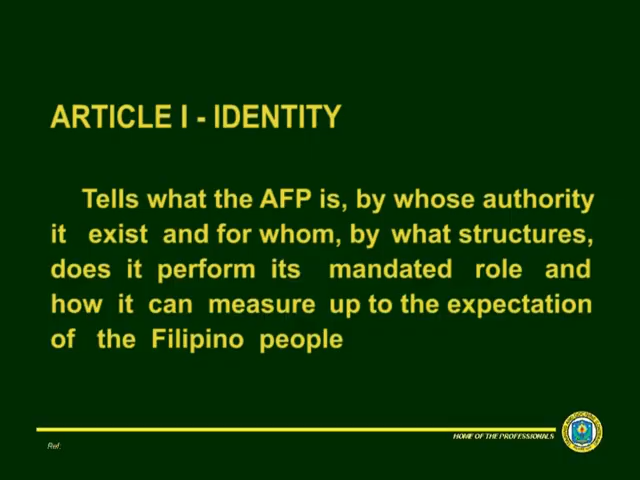 ARTICLE I - IDENTITY
Tells what the AFP is, by whose authority
it exist and for whom, by what structures,
does it perform its mandated role and
how it can measure up to the expectation
of the Filipino people
HOME OF THE PROFESSIONALS
Ref: